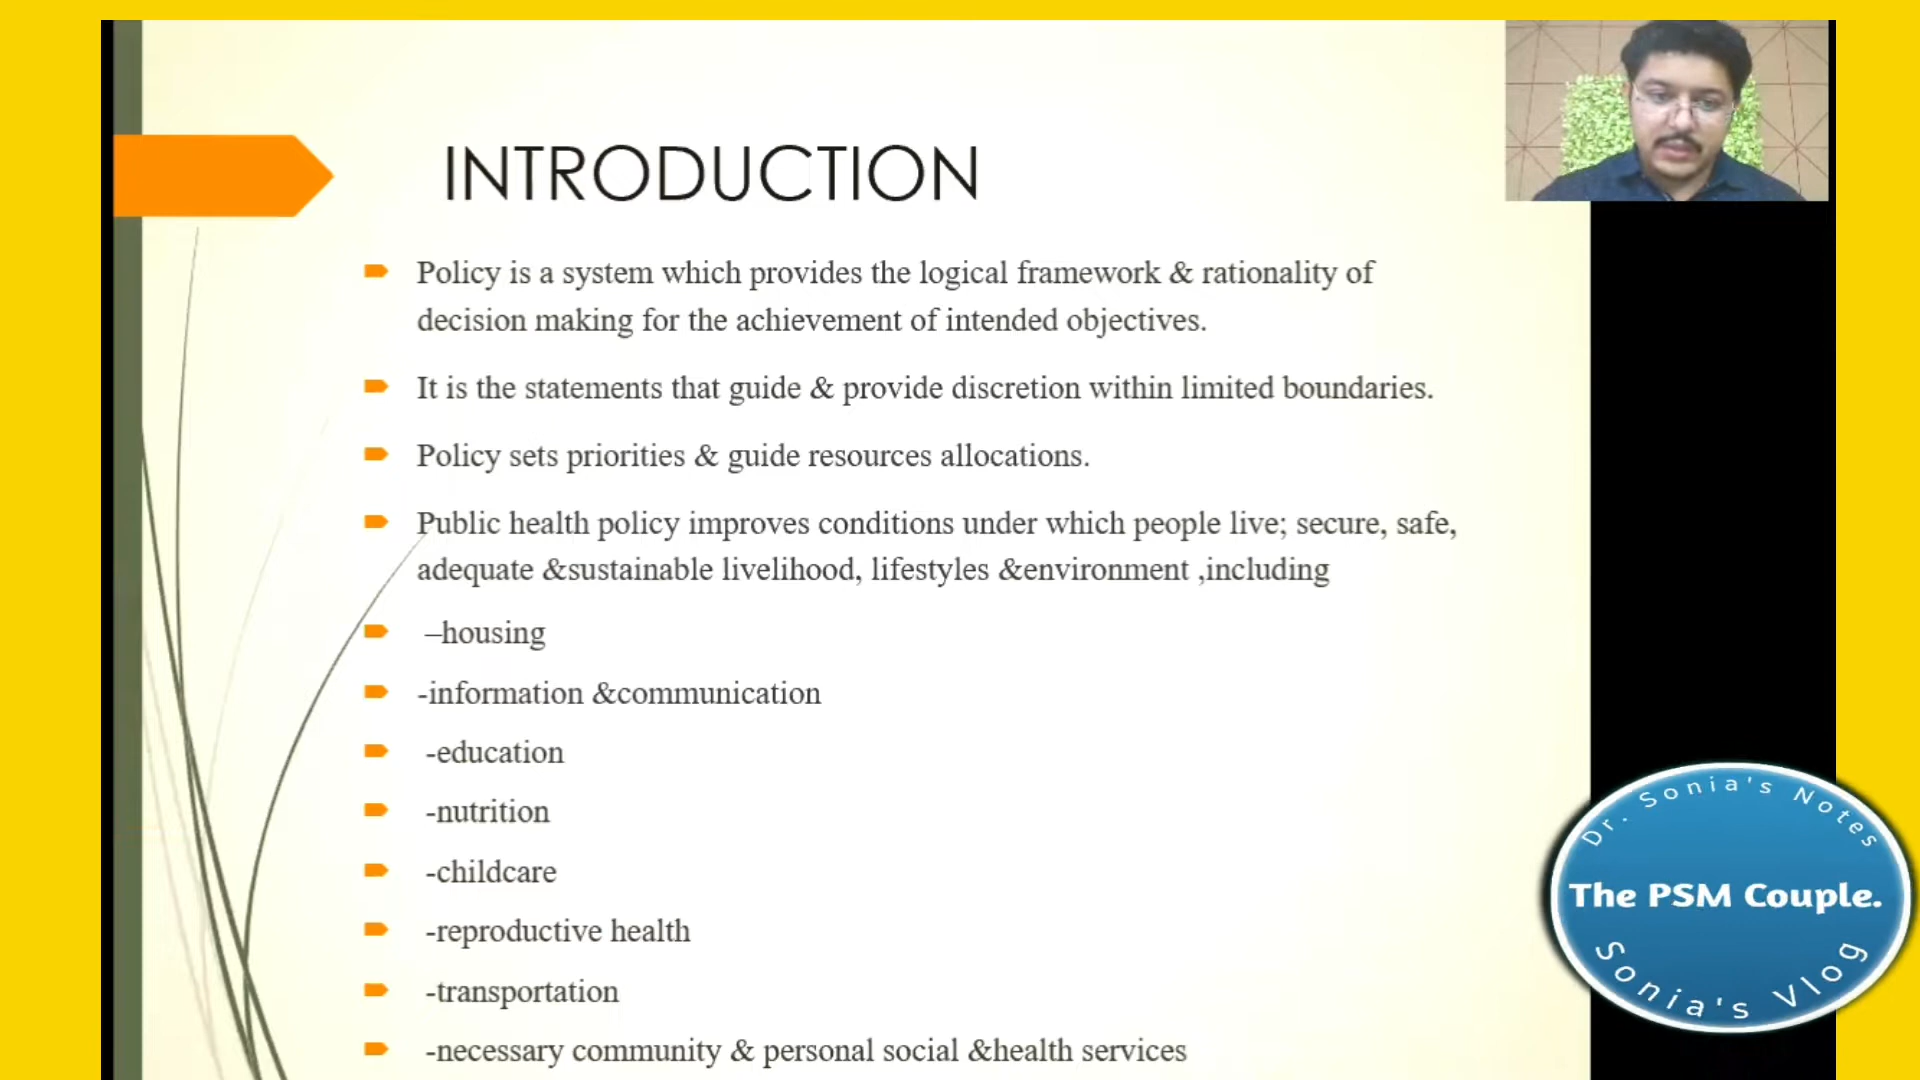 INTRODUCTION
Policy is a system which provides the logical framework & rationality of
decision making for the achievement of intended objectives.
It is the statements that guide & provide discretion within limited boundaries.
Policy sets priorities & guide resources allocations.
Public health policy improves conditions under which people live; secure, safe,
adequate &sustainable livelihood, lifestyles &environment ,including
–housing
-information &communication
-education
-nutrition
-childcare
-reproductive health
-transportation
-necessary community & personal social &health services
Dr. Sonia's Notes
The PSM Couple.
Sonia's Vlog